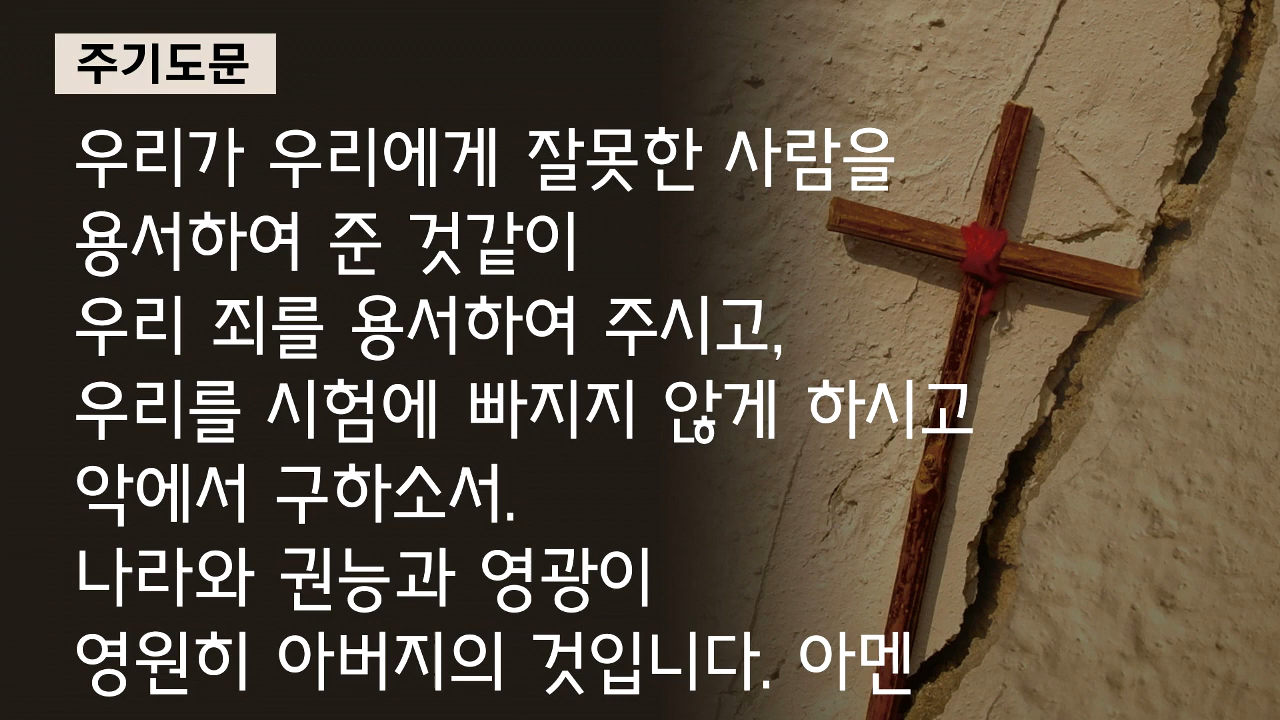 주기도문
우리가 우리에게 잘못한 사람을
용서하여 준 것같이
우리 죄를 용서하여 주시고,
우리를 시험에 빠지지 않게 하시고
악에서 구하소서.
나라와 권능과 영광이
영원히 아버지의 것입니다. 아멘